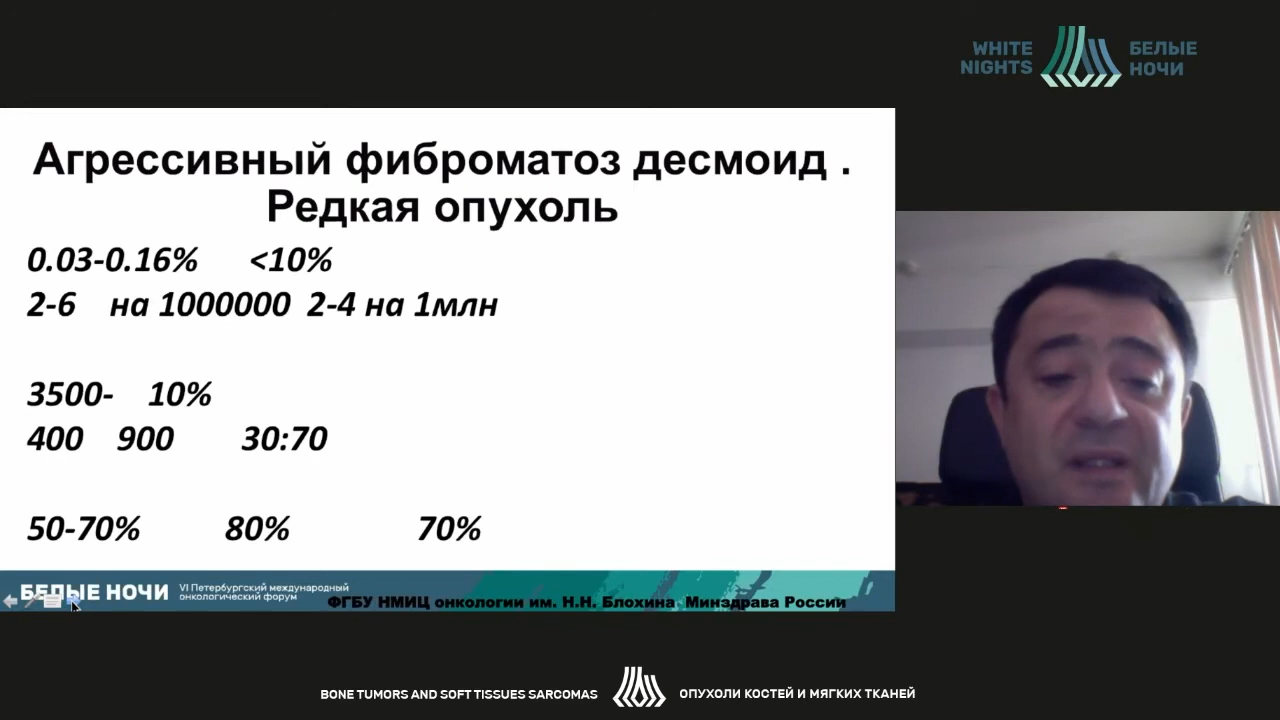 WHITE
NIGHTS
БЕЛЫЕ
НОЧИ
Агрессивный фиброматоз десмоид .
Редкая опухоль
0.03-0.16% <10%
2-6 на 1000000 2-4 на 1млн
3500- 10%
400 900 30:70
50-70% 80% 70%
БЕЛЫЕ НОЧИ
VI Петербургский международный
онкологический форум
ФГБУ НМИЦ онкологии им. Н.Н. Блохина Минздрава России
BONE TUMORS AND SOFT TISSUES SARCOMAS
ОПУХОЛИ КОСТЕЙ И МЯГКИХ ТКАНЕЙ